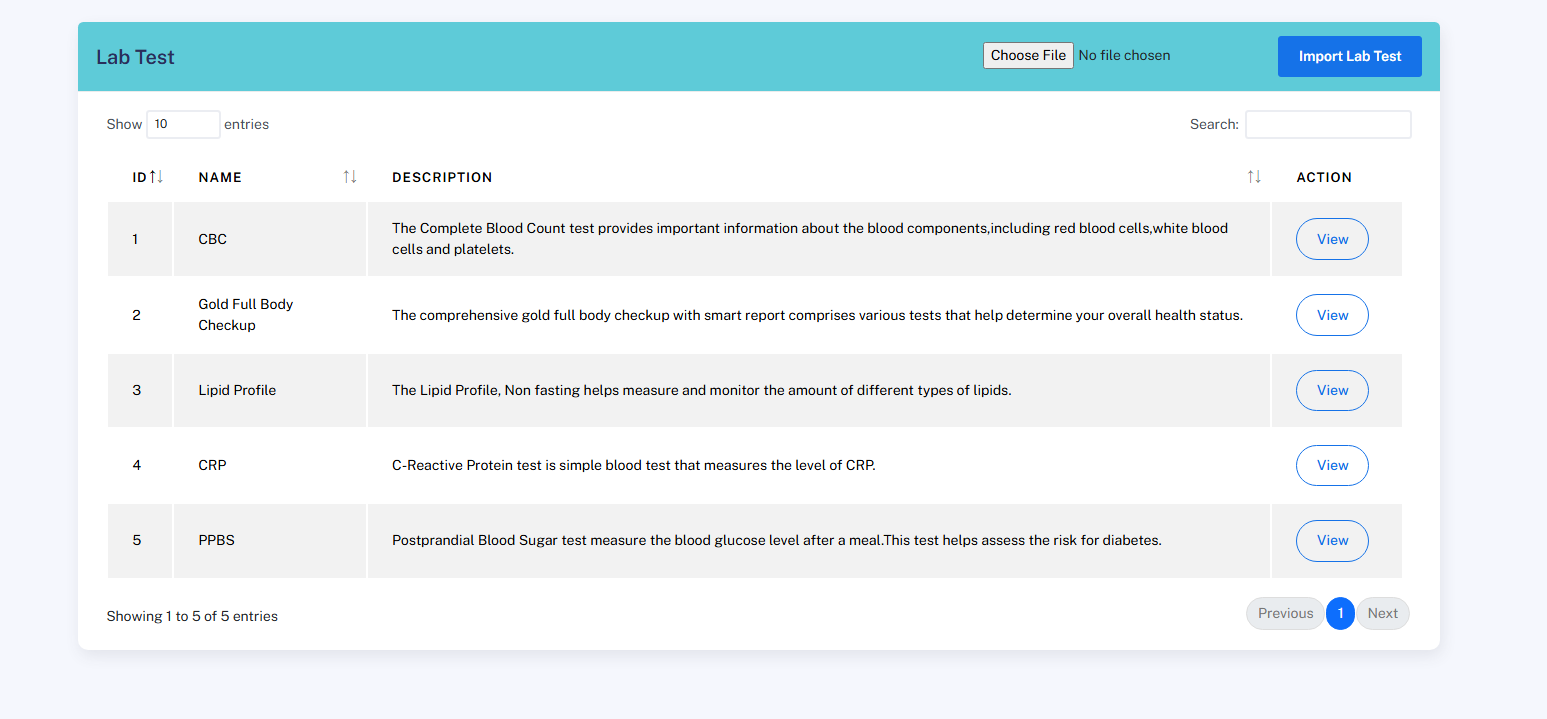 Lab Test
Choose File No file chosen
Import Lab Test
Show 10 entries
Search:
ID NAME DESCRIPTION ACTION
1 CBC The Complete Blood Count test provides important information about the blood components,including red blood cells,white blood
cells and platelets.
View
2 Gold Full Body
Checkup
The comprehensive gold full body checkup with smart report comprises various tests that help determine your overall health status.
View
3 Lipid Profile The Lipid Profile, Non fasting helps measure and monitor the amount of different types of lipids. View
4 CRP C-Reactive Protein test is simple blood test that measures the level of CRP. View
5 PPBS Postprandial Blood Sugar test measure the blood glucose level after a meal.This test helps assess the risk for diabetes. View
Showing 1 to 5 of 5 entries
Previous 1 Next